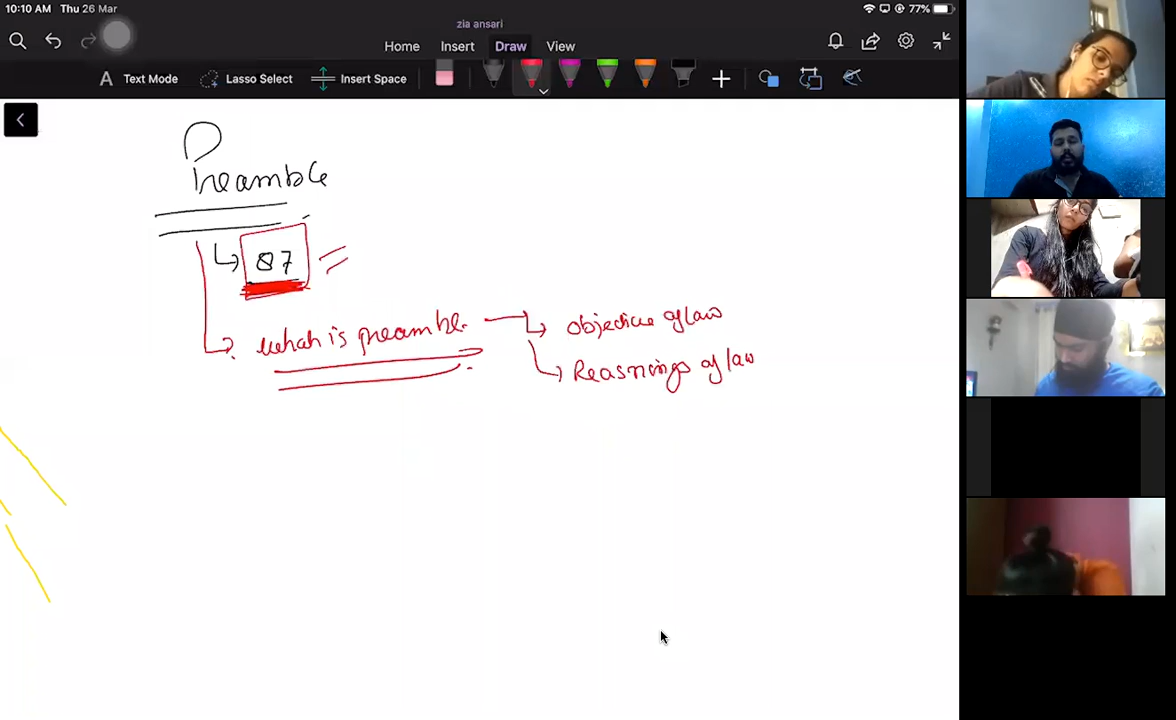 10:10 AM Thu 26 Mar
77%
zia ansari
Home Insert Draw View
Text Mode Lasso Select Insert Space
Preamble
87
what is preamble
objective of law
Reasnings of law